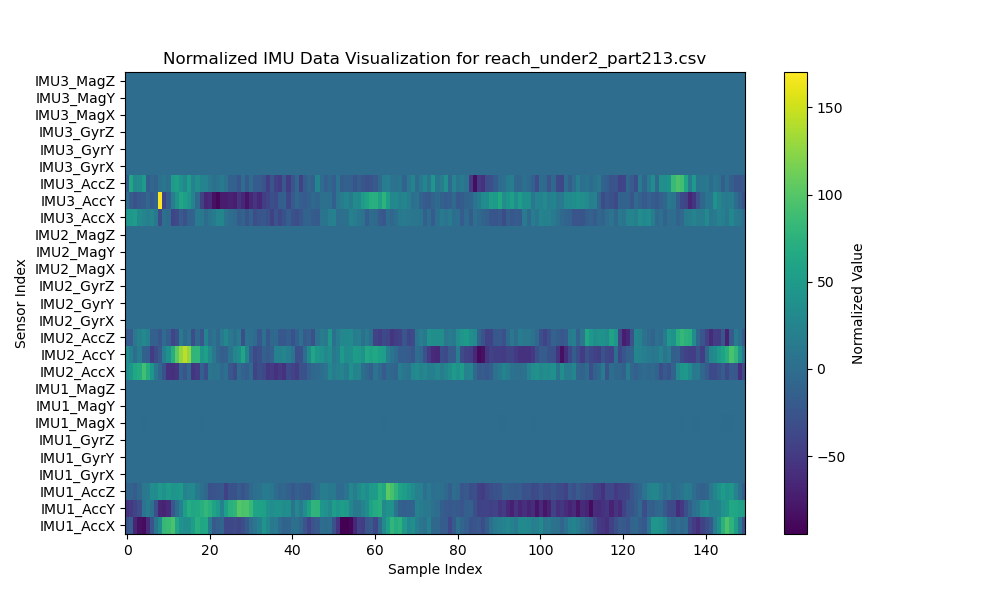 Normalized IMU Data Visualization for reach_under2_part213.csv
IMU3_MagZ
IMU3_MagY
IMU3_MagX
IMU3_GyrZ
IMU3_GyrY
IMU3_GyrX
IMU3_AccZ
IMU3_AccY
IMU3_AccX
IMU2_MagZ
IMU2_MagY
IMU2_MagX
IMU2_GyrZ
IMU2_GyrY
IMU2_GyrX
IMU2_AccZ
IMU2_AccY
IMU2_AccX
IMU1_MagZ
IMU1_MagY
IMU1_MagX
IMU1_GyrZ
IMU1_GyrY
IMU1_GyrX
IMU1_AccZ
IMU1_AccY
IMU1_AccX
Sensor Index
0 20 40 60 80 100 120 140
Sample Index
150
100
50
0
−50
Normalized Value